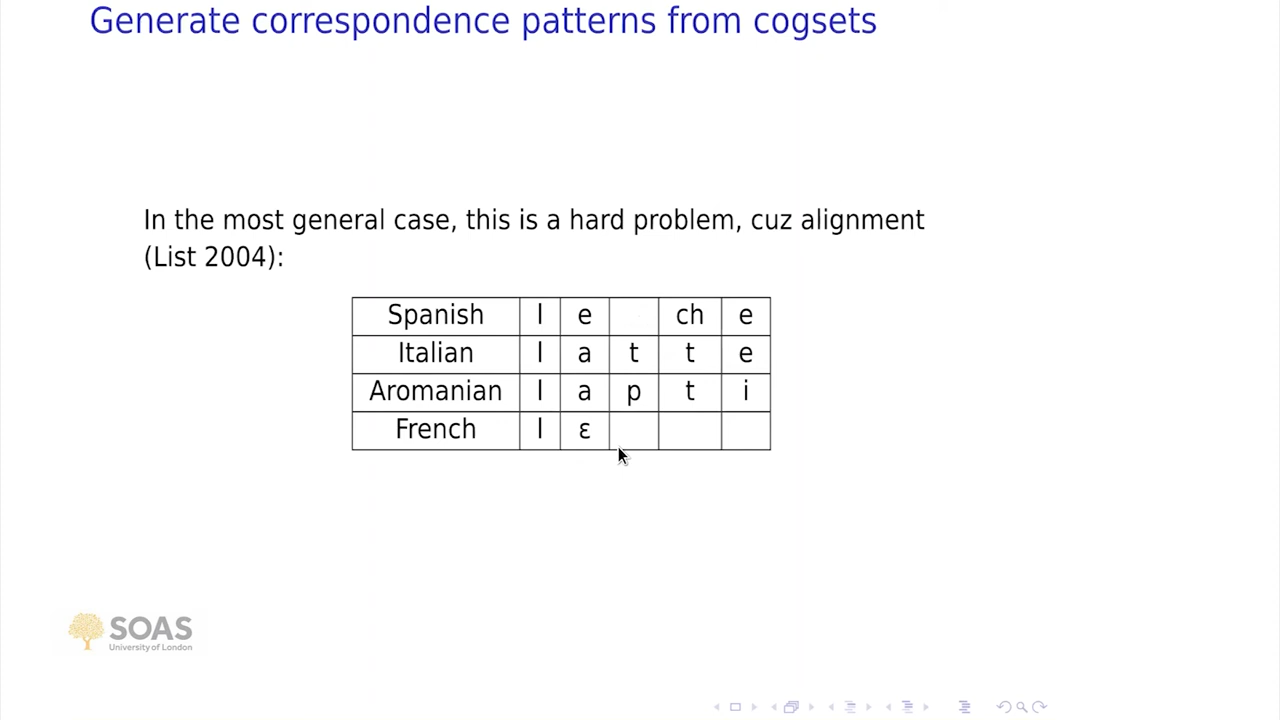 Generate correspondence patterns from cogsets
In the most general case, this is a hard problem, cuz alignment
(List 2004):
Spanish l e ch e
Italian l a t t e
Aromanian l a p t i
French l ɛ
SOAS
University of London